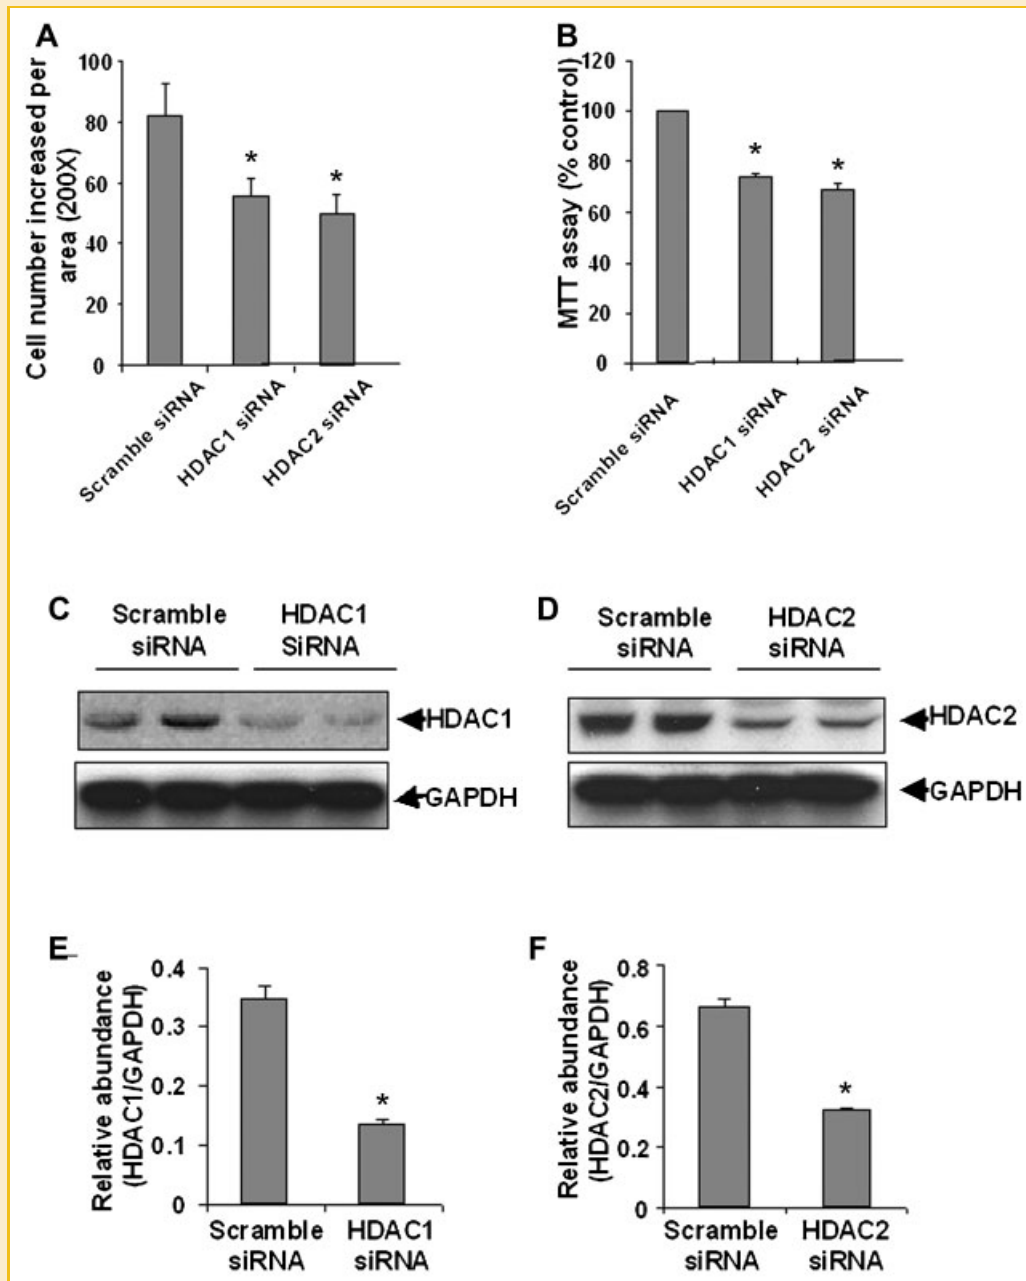 A
Cell number increased per
area (200X)
100
80
60
40
20
0
*
*
Scramble siRNA
HDAC1 siRNA
HDAC2 siRNA
B
MTT assay (% control)
120
100
80
60
40
20
0
*
*
Scramble siRNA
HDAC1 siRNA
HDAC2 siRNA
C
Scramble
siRNA
HDAC1
SiRNA
HDAC1
GAPDH
D
Scramble
siRNA
HDAC2
siRNA
HDAC2
GAPDH
E
Relative abundance
(HDAC1/GAPDH)
0.4
0.3
0.2
0.1
0
*
Scramble
siRNA
HDAC1
siRNA
F
Relative abundance
(HDAC2/GAPDH)
0.8
0.6
0.4
0.2
0
*
Scramble
siRNA
HDAC2
siRNA